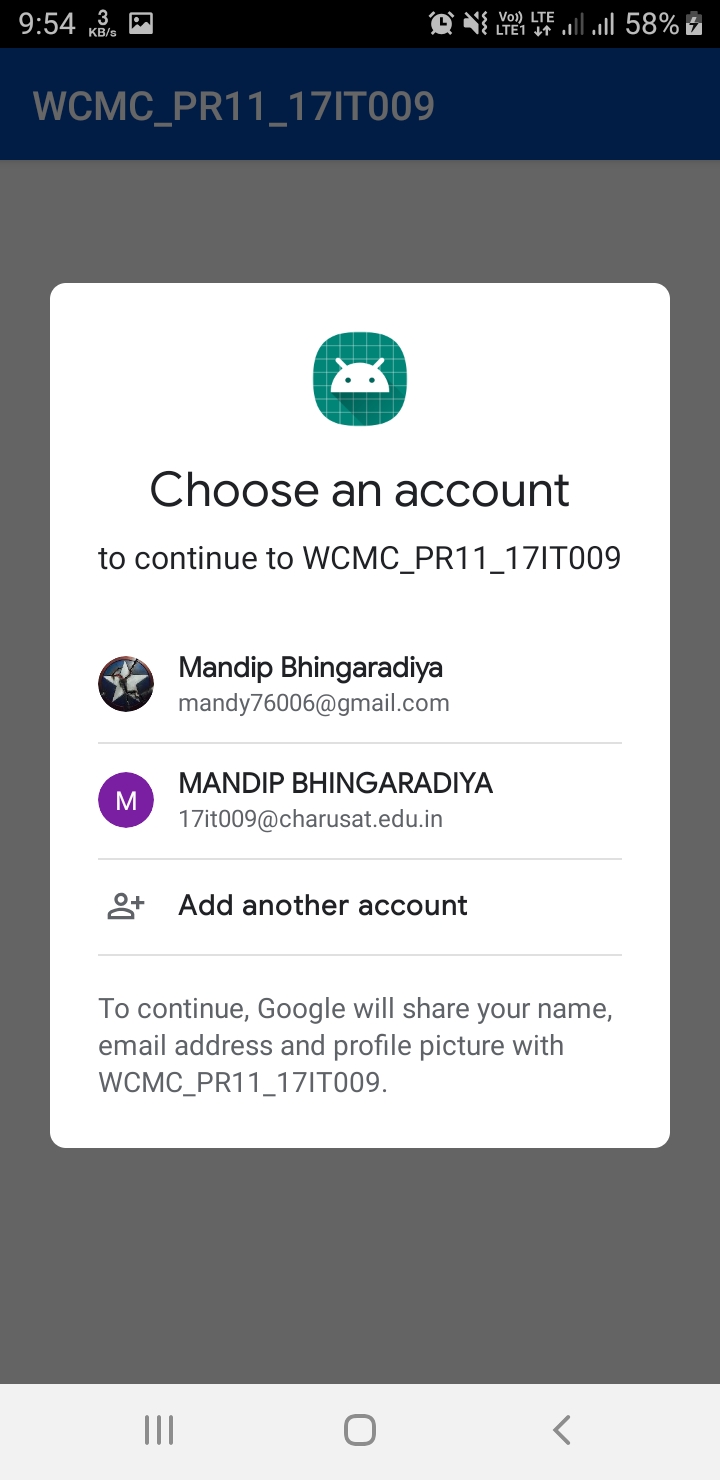 9:54 3 KB/s Vo)) LTE1 LTE 58%
WCMC_PR11_17IT009
Choose an account
to continue to WCMC_PR11_17IT009
Mandip Bhingaradiya
mandy76006@gmail.com
M
MANDIP BHINGARADIYA
17it009@charusat.edu.in
Add another account
To continue, Google will share your name,
email address and profile picture with
WCMC_PR11_17IT009.